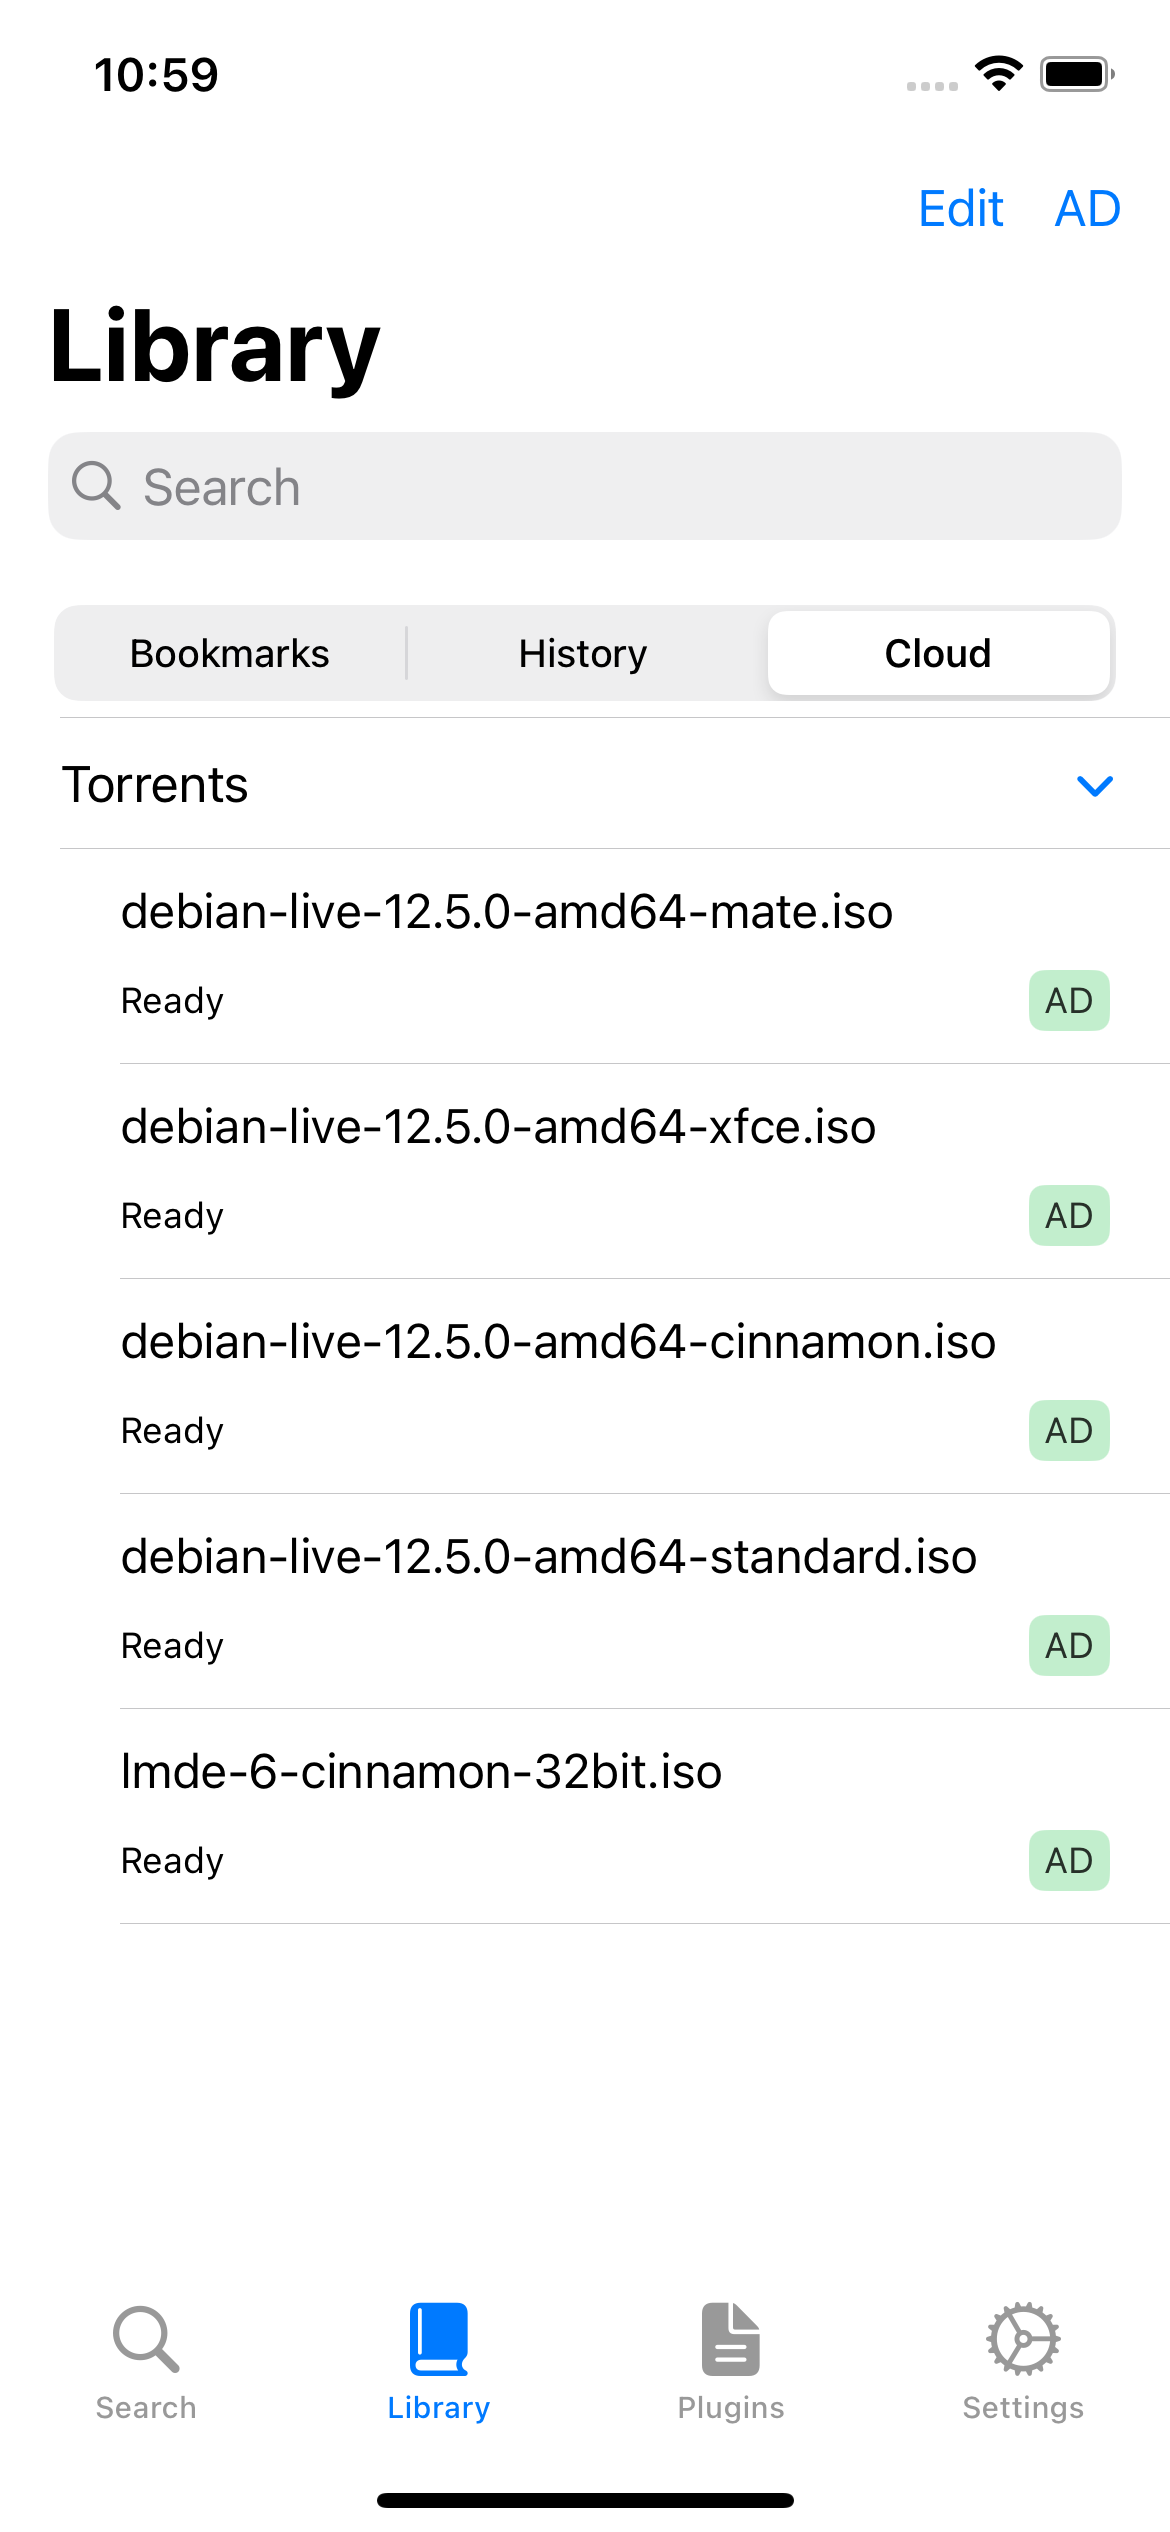 10:59
Edit AD
Library
Search
Bookmarks History Cloud
Torrents
debian-live-12.5.0-amd64-mate.iso
Ready AD
debian-live-12.5.0-amd64-xfce.iso
Ready AD
debian-live-12.5.0-amd64-cinnamon.iso
Ready AD
debian-live-12.5.0-amd64-standard.iso
Ready AD
lmde-6-cinnamon-32bit.iso
Ready AD
Search Library Plugins Settings